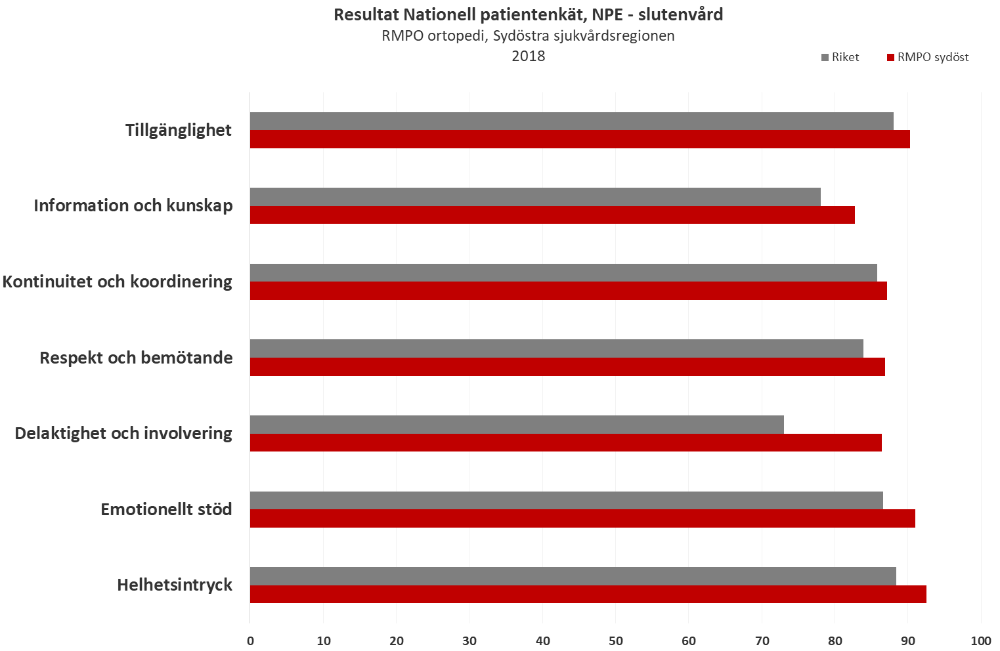 Resultat Nationell patientenkät, NPE - slutenvård
RMPO ortopedi, Sydöstra sjukvårdsregionen
2018
Riket
RMPO sydöst
Tillgänglighet
Information och kunskap
Kontinuitet och koordinering
Respekt och bemötande
Delaktighet och involvering
Emotionellt stöd
Helhetsintryck
0 10 20 30 40 50 60 70 80 90 100